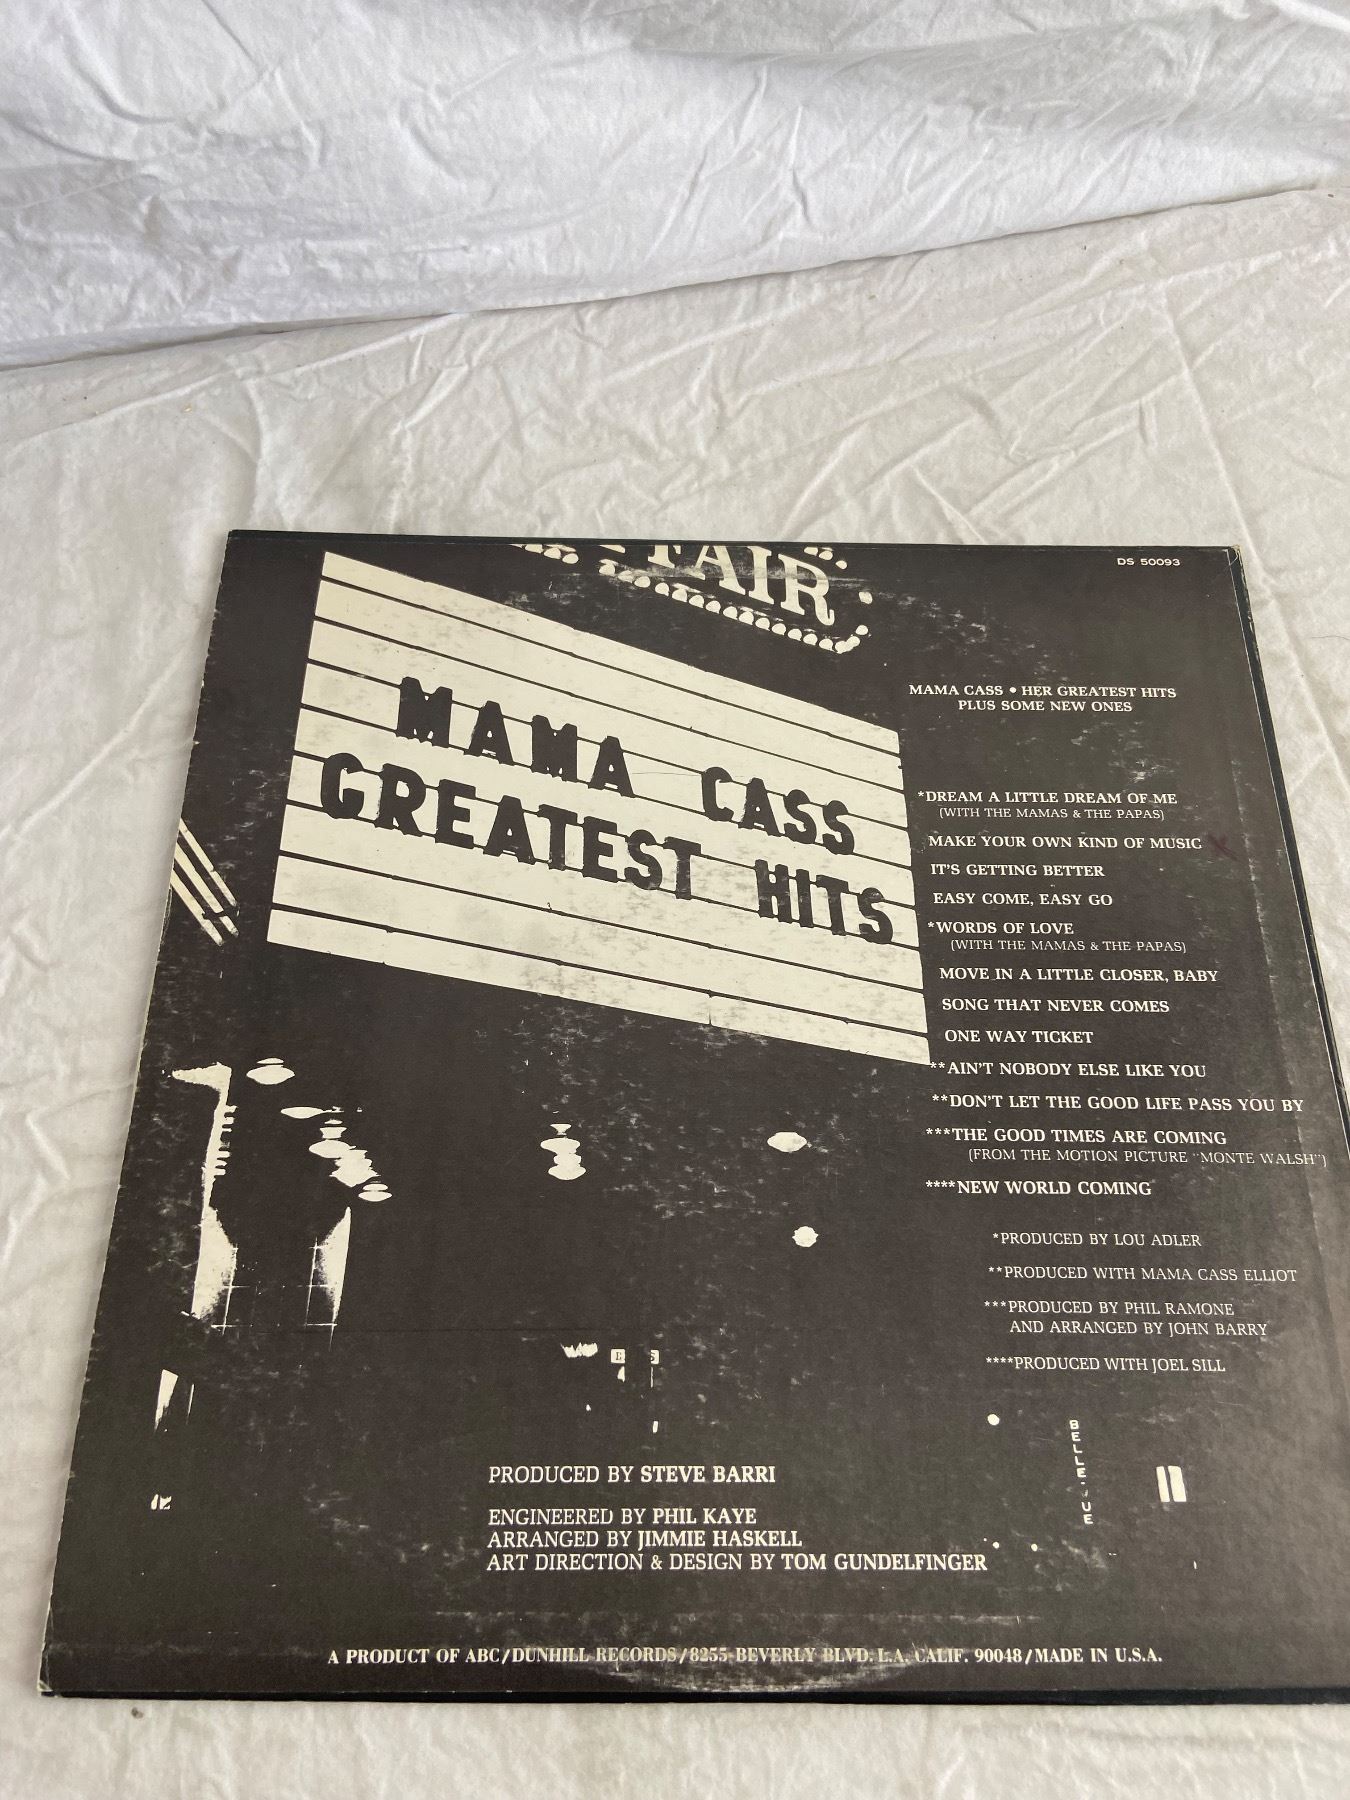 FAIR
DS 50093
MAMA CASS
GREATEST HITS
MAMA CASS • HER GREATEST HITS
PLUS SOME NEW ONES
*DREAM A LITTLE DREAM OF ME
(WITH THE MAMAS & THE PAPAS)
MAKE YOUR OWN KIND OF MUSIC
IT'S GETTING BETTER
EASY COME, EASY GO
*WORDS OF LOVE
(WITH THE MAMAS & THE PAPAS)
MOVE IN A LITTLE CLOSER, BABY
SONG THAT NEVER COMES
ONE WAY TICKET
**AIN'T NOBODY ELSE LIKE YOU
**DON'T LET THE GOOD LIFE PASS YOU BY
***THE GOOD TIMES ARE COMING
(FROM THE MOTION PICTURE "MONTE WALSH")
****NEW WORLD COMING
*PRODUCED BY LOU ADLER
**PRODUCED WITH MAMA CASS ELLIOT
***PRODUCED BY PHIL RAMONE
AND ARRANGED BY JOHN BARRY
****PRODUCED WITH JOEL SILL
PRODUCED BY STEVE BARRI
ENGINEERED BY PHIL KAYE
ARRANGED BY JIMMIE HASKELL
ART DIRECTION & DESIGN BY TOM GUNDELFINGER
A PRODUCT OF ABC/DUNHILL RECORDS/8255 BEVERLY BLVD. L.A. CALIF. 90048/MADE IN U.S.A.